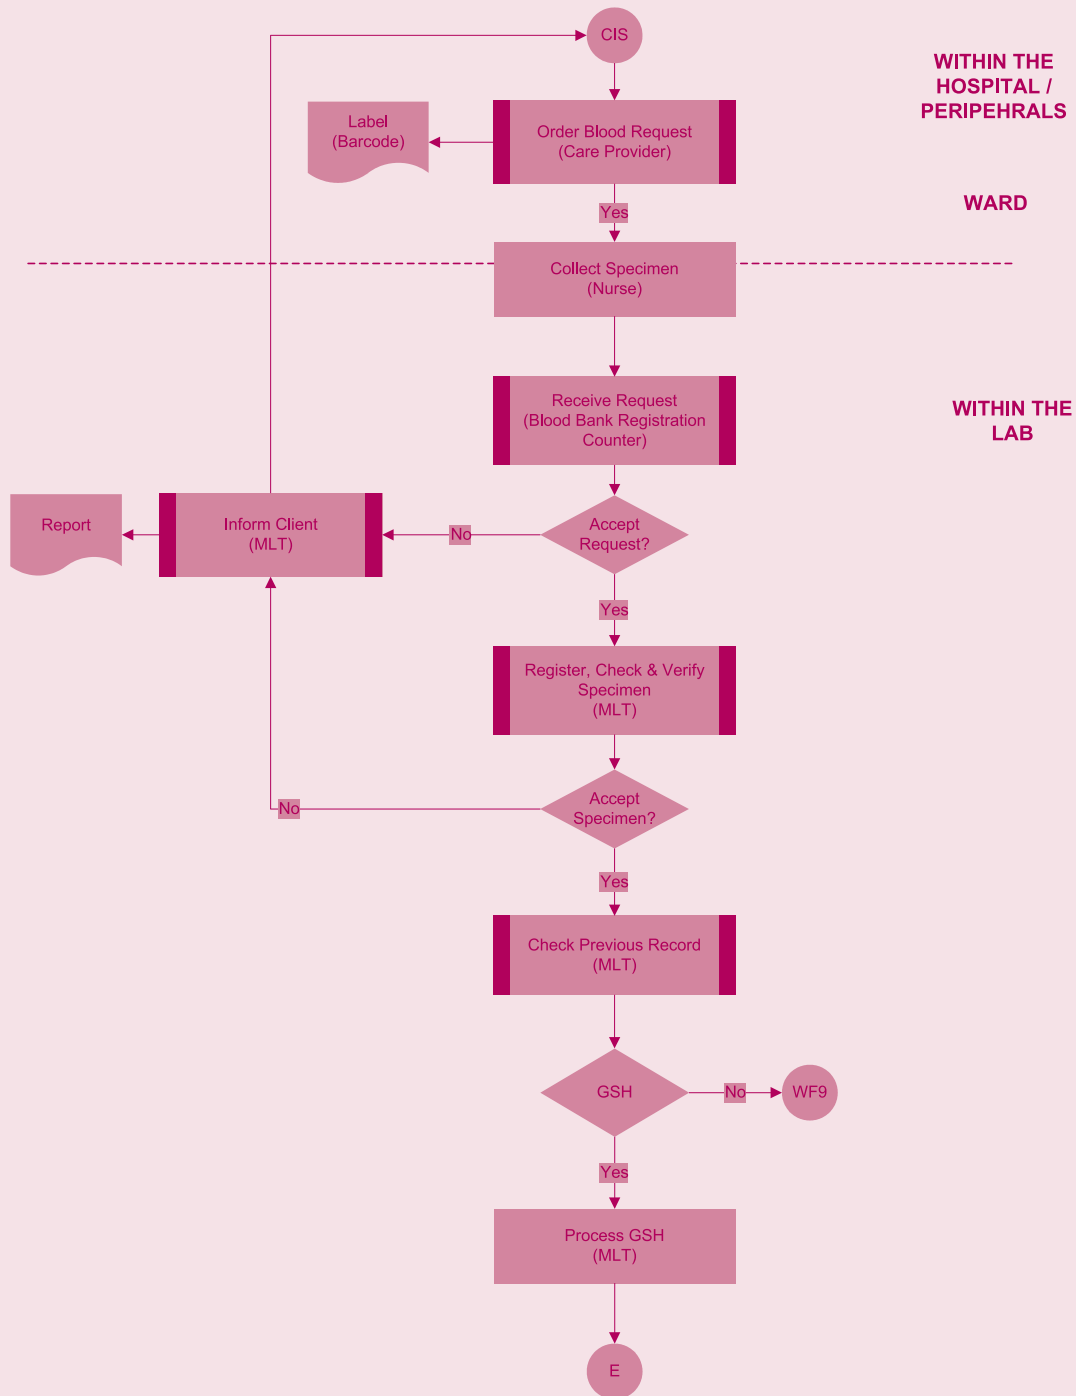 CIS
WITHIN THE
HOSPITAL /
PERIPEHRALS
Label
(Barcode)
Order Blood Request
(Care Provider)
WARD
Yes
Collect Specimen
(Nurse)
Receive Request
(Blood Bank Registration
Counter)
WITHIN THE
LAB
Report
Inform Client
(MLT)
No
Accept
Request?
Yes
Register, Check & Verify
Specimen
(MLT)
No
Accept
Specimen?
Yes
Check Previous Record
(MLT)
GSH
No
WF9
Yes
Process GSH
(MLT)
E